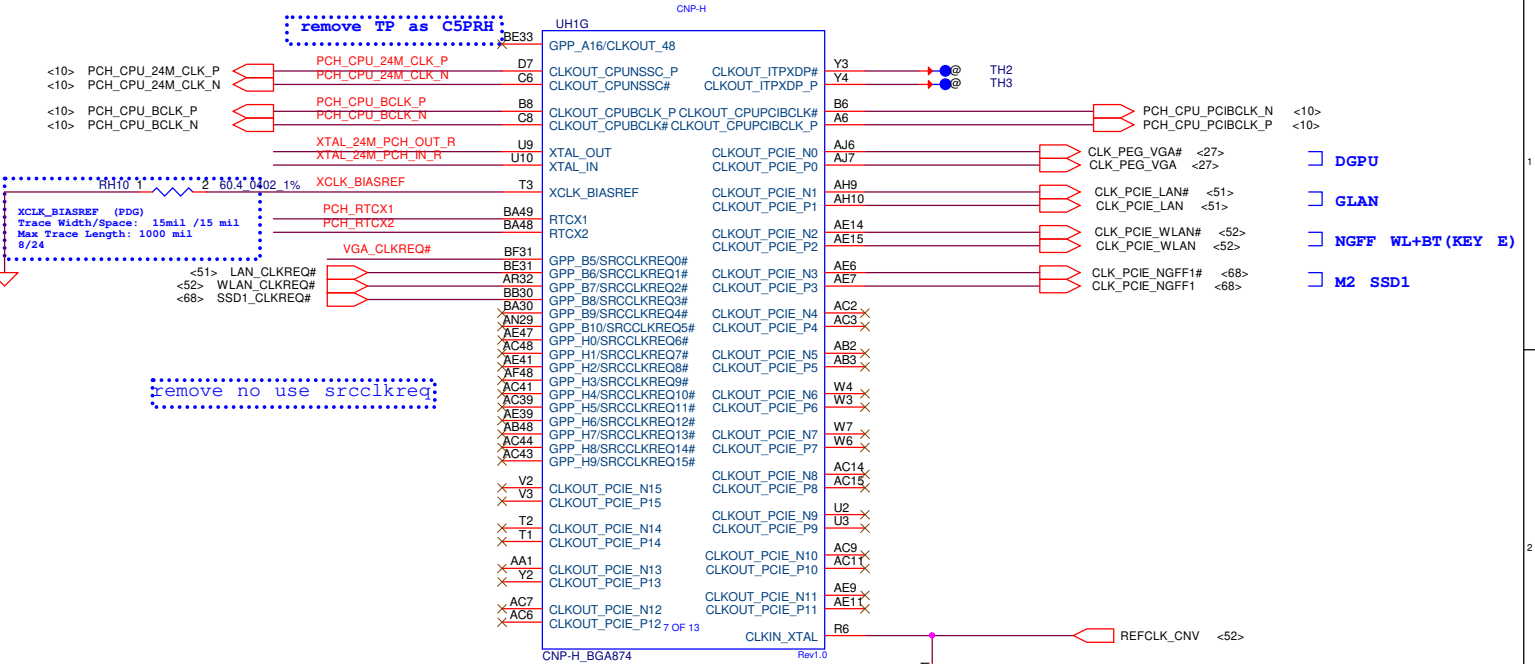 CNP-H
remove TP as C5PRH
UH1G
BE33
GPP_A16/CLKOUT_48
<10> PCH_CPU_24M_CLK_P
PCH_CPU_24M_CLK_P
D7
CLKOUT_CPUNSSC_P
CLKOUT_ITPXDP#
Y3
@
TH2
<10> PCH_CPU_24M_CLK_N
PCH_CPU_24M_CLK_N
C6
CLKOUT_CPUNSSC#
CLKOUT_ITPXDP_P
Y4
@
TH3
<10> PCH_CPU_BCLK_P
PCH_CPU_BCLK_P
B8
CLKOUT_CPUBCLK_P
CLKOUT_CPUPCIBCLK#
B6
PCH_CPU_PCIBCLK_N <10>
<10> PCH_CPU_BCLK_N
PCH_CPU_BCLK_N
C8
CLKOUT_CPUBCLK#
CLKOUT_CPUPCIBCLK_P
A6
PCH_CPU_PCIBCLK_P <10>
XTAL_24M_PCH_OUT_R
U9
XTAL_OUT
CLKOUT_PCIE_N0
AJ6
CLK_PEG_VGA# <27>
XTAL_24M_PCH_IN_R
U10
XTAL_IN
CLKOUT_PCIE_P0
AJ7
CLK_PEG_VGA <27>
DGPU
1
RH10 1 2 60.4_0402_1%
XCLK_BIASREF
T3
XCLK_BIASREF
CLKOUT_PCIE_N1
AH9
CLK_PCIE_LAN# <51>
CLKOUT_PCIE_P1
AH10
CLK_PCIE_LAN <51>
GLAN
XCLK_BIASREF (PDG)
Trace Width/Space: 15mil /15 mil
Max Trace Length: 1000 mil
8/24
PCH_RTCX1
BA49
RTCX1
PCH_RTCX2
BA48
RTCX2
CLKOUT_PCIE_N2
AE14
CLK_PCIE_WLAN# <52>
CLKOUT_PCIE_P2
AE15
CLK_PCIE_WLAN <52>
NGFF WL+BT(KEY E)
VGA_CLKREQ#
BF31
GPP_B5/SRCCLKREQ0#
<51> LAN_CLKREQ#
BE31
GPP_B6/SRCCLKREQ1#
CLKOUT_PCIE_N3
AE6
CLK_PCIE_NGFF1# <68>
<52> WLAN_CLKREQ#
AR32
GPP_B7/SRCCLKREQ2#
CLKOUT_PCIE_P3
AE7
CLK_PCIE_NGFF1 <68>
M2 SSD1
<68> SSD1_CLKREQ#
BB30
GPP_B8/SRCCLKREQ3#
BA30
GPP_B9/SRCCLKREQ4#
CLKOUT_PCIE_N4
AC2
AN29
GPP_B10/SRCCLKREQ5#
CLKOUT_PCIE_P4
AC3
AE47
GPP_H0/SRCCLKREQ6#
AC48
GPP_H1/SRCCLKREQ7#
CLKOUT_PCIE_N5
AB2
AE41
GPP_H2/SRCCLKREQ8#
CLKOUT_PCIE_P5
AB3
AF48
GPP_H3/SRCCLKREQ9#
remove no use srcclkreq
AC41
GPP_H4/SRCCLKREQ10#
CLKOUT_PCIE_N6
W4
AC39
GPP_H5/SRCCLKREQ11#
CLKOUT_PCIE_P6
W3
AE39
GPP_H6/SRCCLKREQ12#
AB48
GPP_H7/SRCCLKREQ13#
CLKOUT_PCIE_N7
W7
AC44
GPP_H8/SRCCLKREQ14#
CLKOUT_PCIE_P7
W6
AC43
GPP_H9/SRCCLKREQ15#
CLKOUT_PCIE_N8
AC14
V2
CLKOUT_PCIE_N15
CLKOUT_PCIE_P8
AC15
V3
CLKOUT_PCIE_P15
CLKOUT_PCIE_N9
U2
T2
CLKOUT_PCIE_N14
CLKOUT_PCIE_P9
U3
T1
CLKOUT_PCIE_P14
2
CLKOUT_PCIE_N10
AC9
AA1
CLKOUT_PCIE_N13
CLKOUT_PCIE_P10
AC11
Y2
CLKOUT_PCIE_P13
CLKOUT_PCIE_N11
AE9
AC7
CLKOUT_PCIE_N12
CLKOUT_PCIE_P11
AE11
AC6
CLKOUT_PCIE_P12
7 OF 13
CLKIN_XTAL
R6
REFCLK_CNV <52>
CNP-H_BGA874
Rev1.0